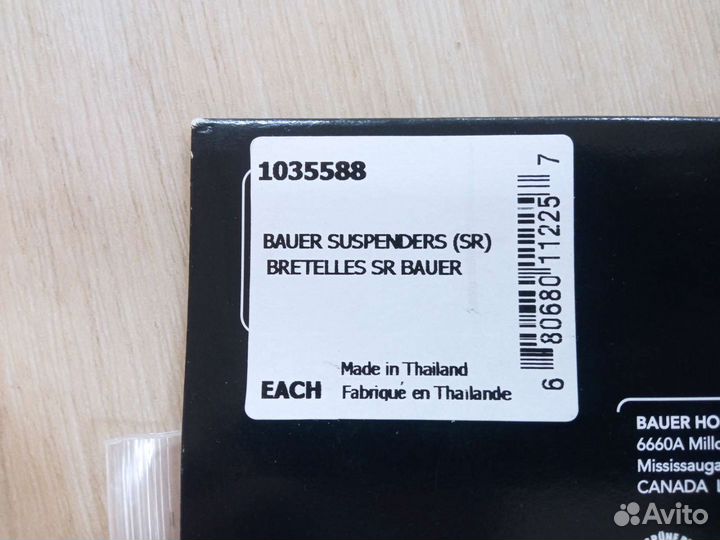 1035588
BAUER SUSPENDERS (SR)
BRETELLES SR BAUER
EACH
Made in Thailand
Fabriqué en Thaïlande
6 80680 11225 7
BAUER HO
6660A Mill
Mississauga
CANADA
Avito